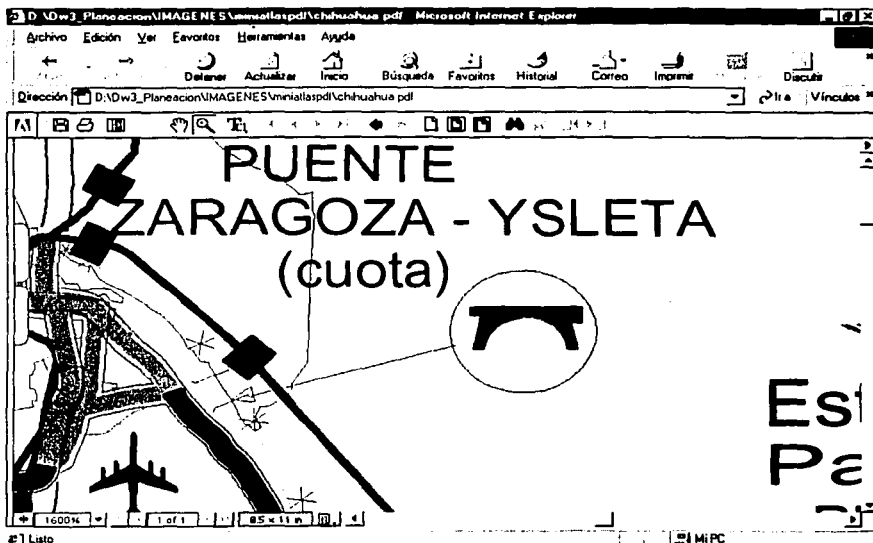 D:\Dw3_Planeacion\IMAGENES\miniatlaspdf\chihuahua pdf Microsoft Internet Explorer
Archivo Edición Ver Favoritos Herramientas Ayuda
Detener Actualizar Inicio Búsqueda Favoritos Historial Correo Imprimir Discutir
Dirección D:\Dw3_Planeacion\IMAGENES\miniatlaspdf\chihuahua pdf Ir a Vínculos »
PUENTE
ZARAGOZA - YSLETA
(cuota)
Est
Pa
1600% 1 of 1 8.5 x 11 in
Listo Mi PC